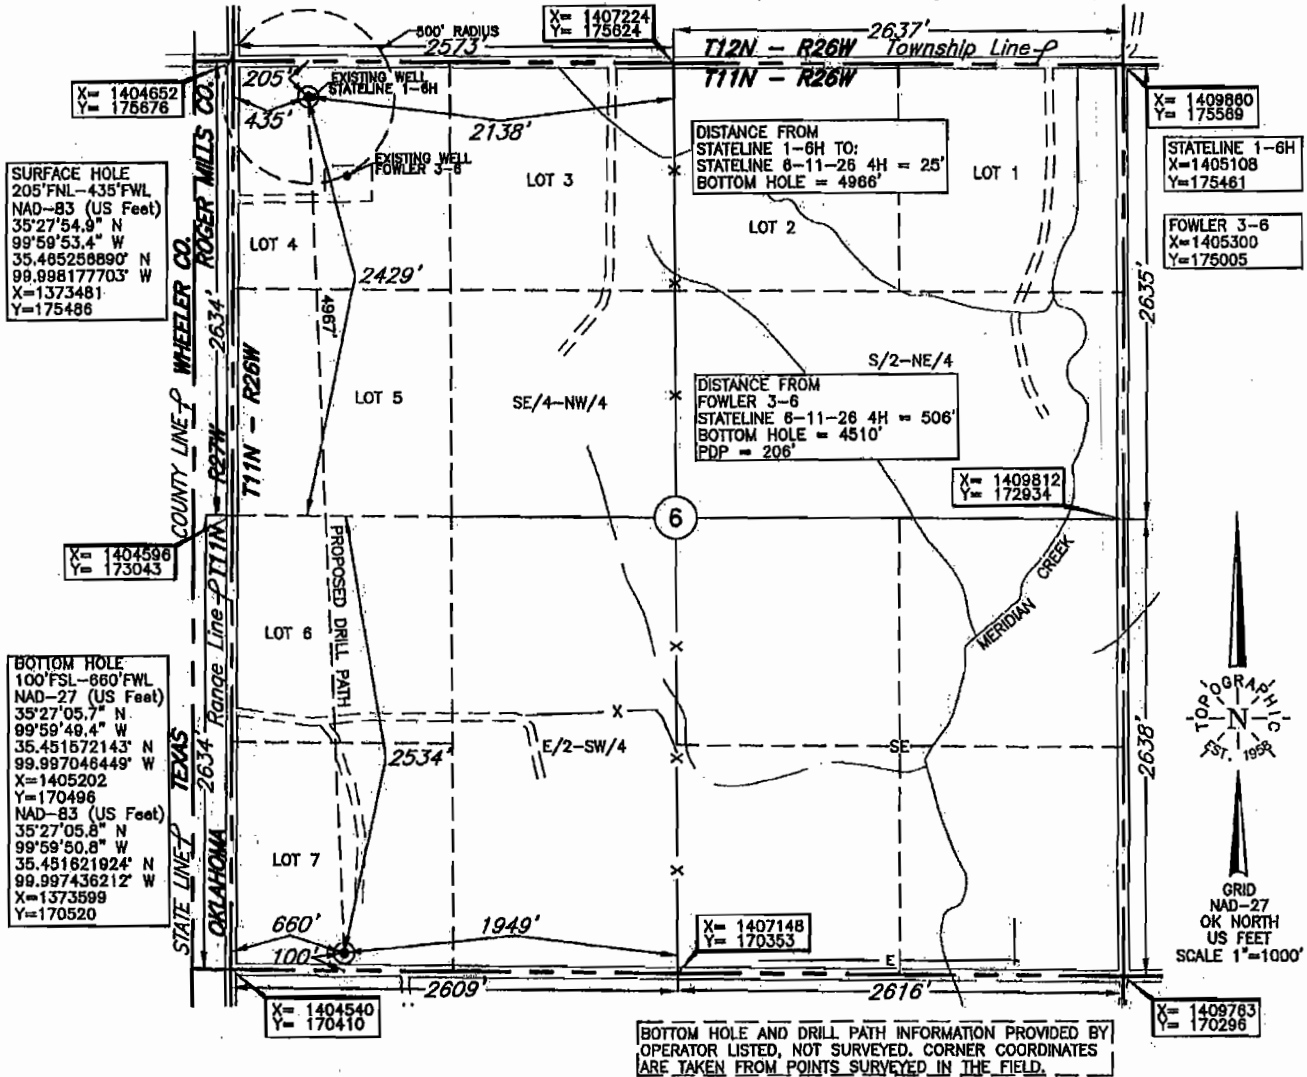 500' RADIUS
2573'
X= 1407224
Y= 175624
2637'
T12N - R26W Township Line
T11N - R26W
X= 1404652
Y= 175676
205'
435'
EXISTING WELL
STATELINE 1-6H
2138'
EXISTING WELL
FOWLER 3-6
X= 1409860
Y= 175569
STATELINE 1-6H
X=1405108
Y=175461
FOWLER 3-6
X=1405300
Y=175005
DISTANCE FROM
STATELINE 1-6H TO:
STATELINE 6-11-26 4H = 25'
BOTTOM HOLE = 4966'
SURFACE HOLE
205'FNL-435'FWL
NAD-83 (US Feet)
35°27'54.9" N
99°59'53.4" W
35.465258890° N
99.998177703° W
X=1373481
Y=175486
LOT 4
LOT 3
LOT 2
LOT 1
COUNTY LINE
WHEELER CO.
ROGER MILLS CO.
2634'
R27W
T11N - R26W
2429'
4967'
2635'
LOT 5
SE/4-NW/4
S/2-NE/4
DISTANCE FROM
FOWLER 3-6
STATELINE 6-11-26 4H = 506'
BOTTOM HOLE = 4510'
PDP = 206'
X= 1409812
Y= 172934
6
X= 1404596
Y= 173043
T11N
Range Line
PROPOSED DRILL PATH
MERIDIAN CREEK
LOT 6
BOTTOM HOLE
100'FSL-660'FWL
NAD-27 (US Feet)
35°27'05.7" N
99°59'49.4" W
35.451572143° N
99.997046449° W
X=1405202
Y=170496
NAD-83 (US Feet)
35°27'05.8" N
99°59'50.8" W
35.451621924° N
99.997436212° W
X=1373599
Y=170520
STATE LINE
TEXAS
OKLAHOMA
2634'
2534'
E/2-SW/4
SE
2638'
LOT 7
TOPOGRAPHIC
N
EST. 1958
GRID
NAD-27
OK NORTH
US FEET
SCALE 1"=1000'
660'
100'
1949'
X= 1407148
Y= 170353
E
2609'
2616'
X= 1404540
Y= 170410
X= 1409763
Y= 170296
BOTTOM HOLE AND DRILL PATH INFORMATION PROVIDED BY
OPERATOR LISTED, NOT SURVEYED. CORNER COORDINATES
ARE TAKEN FROM POINTS SURVEYED IN THE FIELD.